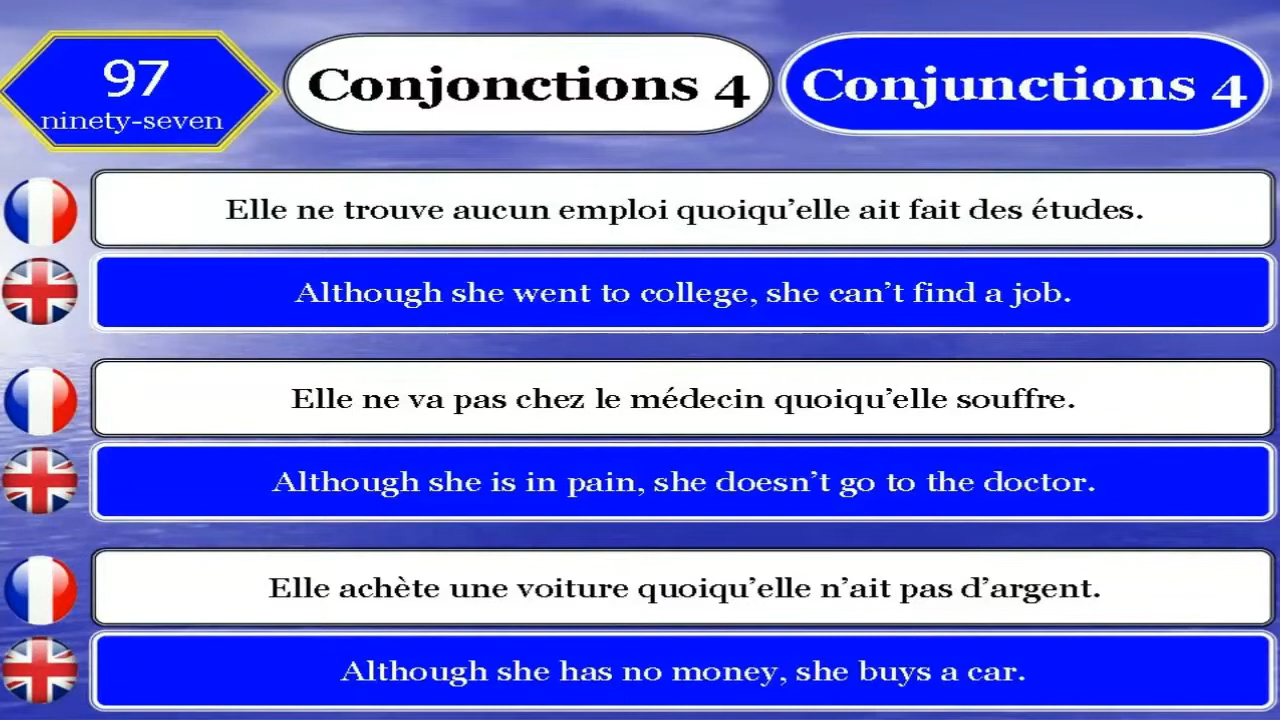 97
ninety-seven
Conjonctions 4
Conjunctions 4
Elle ne trouve aucun emploi quoiqu’elle ait fait des études.
Although she went to college, she can’t find a job.
Elle ne va pas chez le médecin quoiqu’elle souffre.
Although she is in pain, she doesn’t go to the doctor.
Elle achète une voiture quoiqu’elle n’ait pas d’argent.
Although she has no money, she buys a car.